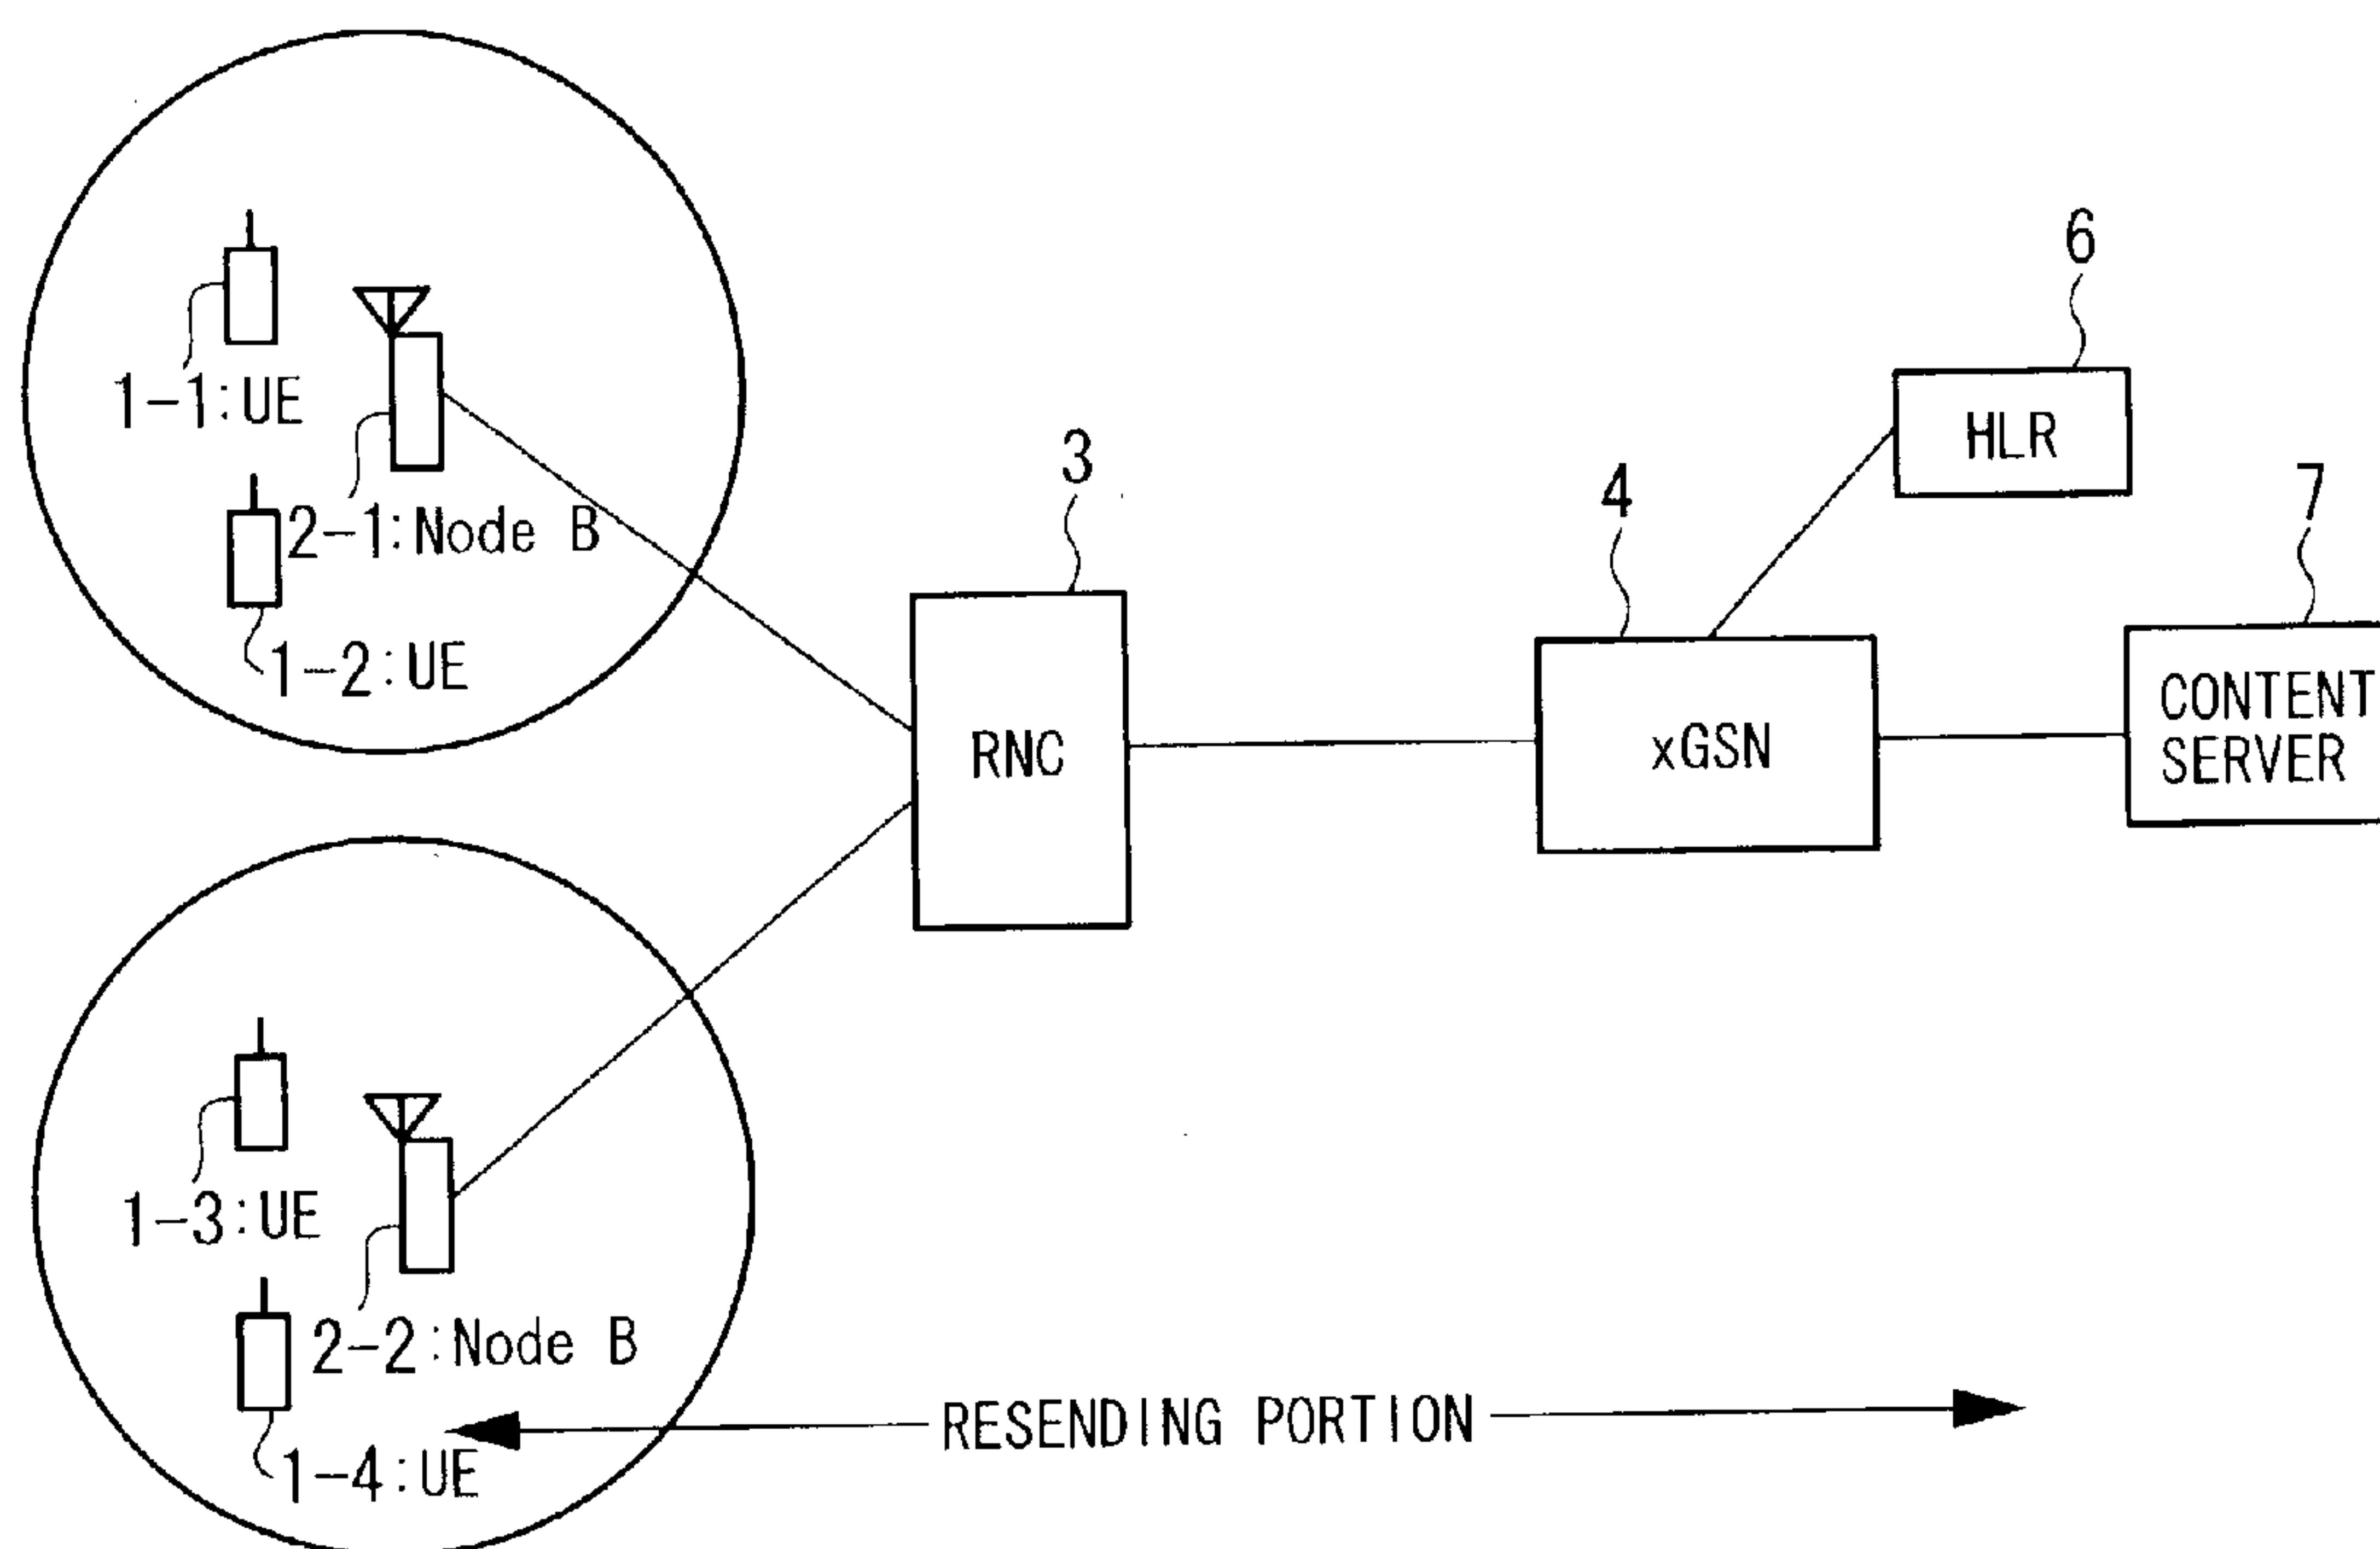 1-1:UE
2-1:Node B
1-2:UE
3
RNC
4
xGSN
6
HLR
7
CONTENT
SERVER
1-3:UE
2-2:Node B
1-4:UE
RESENDING PORTION